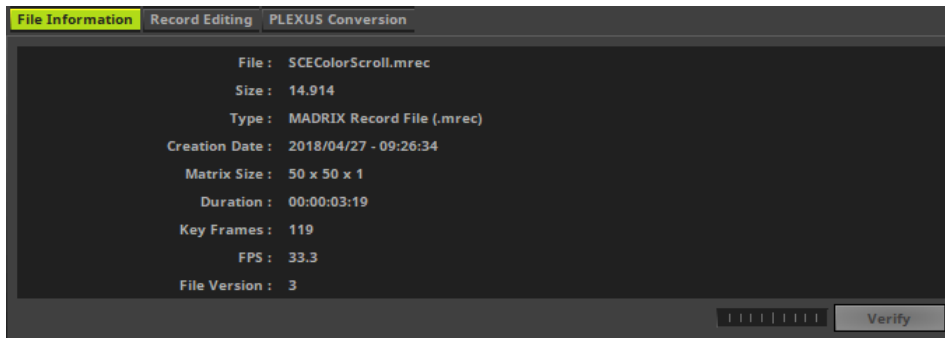 File Information Record Editing PLEXUS Conversion
File : SCEColorScroll.mrec
Size : 14.914
Type : MADRIX Record File (.mrec)
Creation Date : 2018/04/27 - 09:26:34
Matrix Size : 50 x 50 x 1
Duration : 00:00:03:19
Key Frames : 119
FPS : 33.3
File Version : 3
Verify